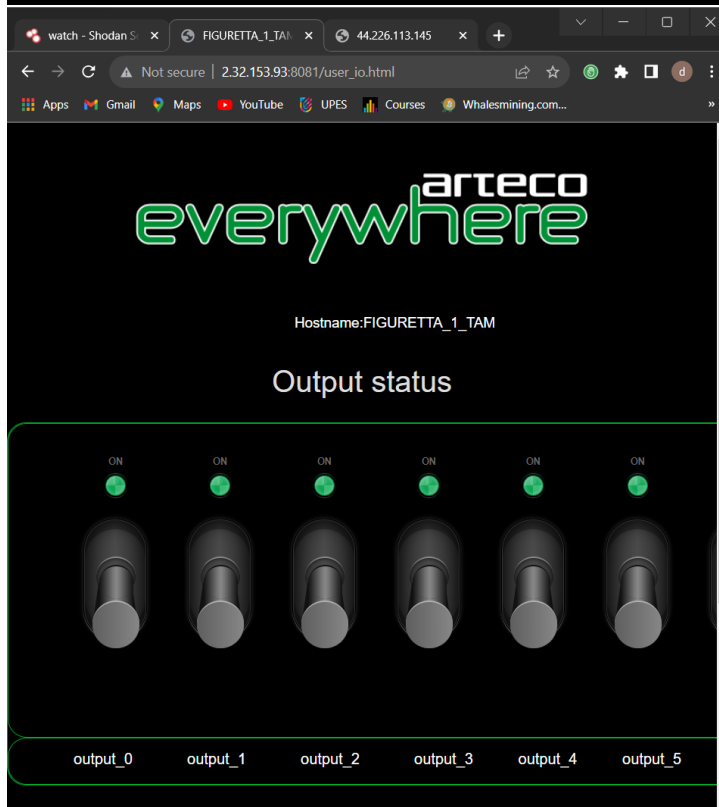 watch - Shodan S
FIGURETTA_1_TAM
44.226.113.145
Not secure | 2.32.153.93:8081/user_io.html
d
Apps Gmail Maps YouTube UPES Courses Whalesmining.com... »
arteco
everywhere
Hostname:FIGURETTA_1_TAM
Output status
ON ON ON ON ON ON
output_0 output_1 output_2 output_3 output_4 output_5